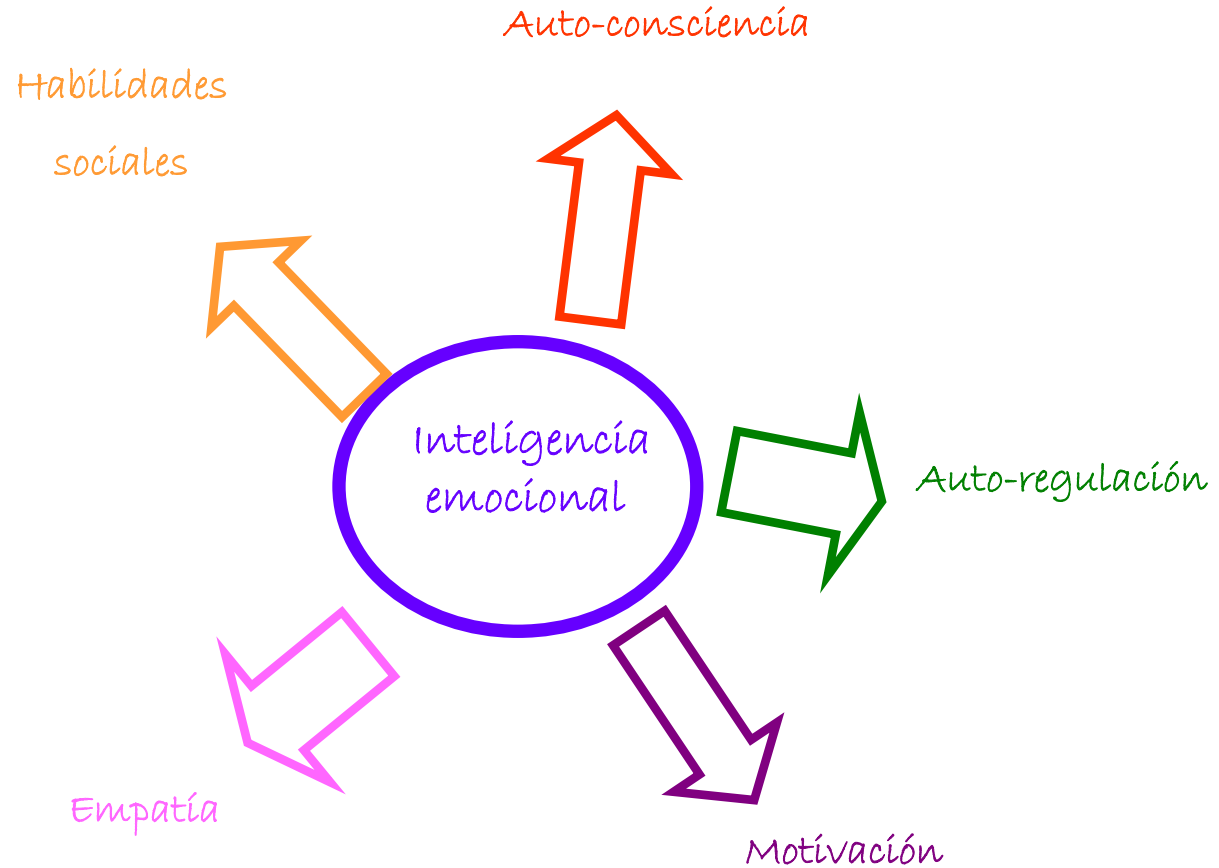 Auto-consciencia
Habilidades
sociales
Inteligencia
emocional
Auto-regulación
Empatía
Motivación